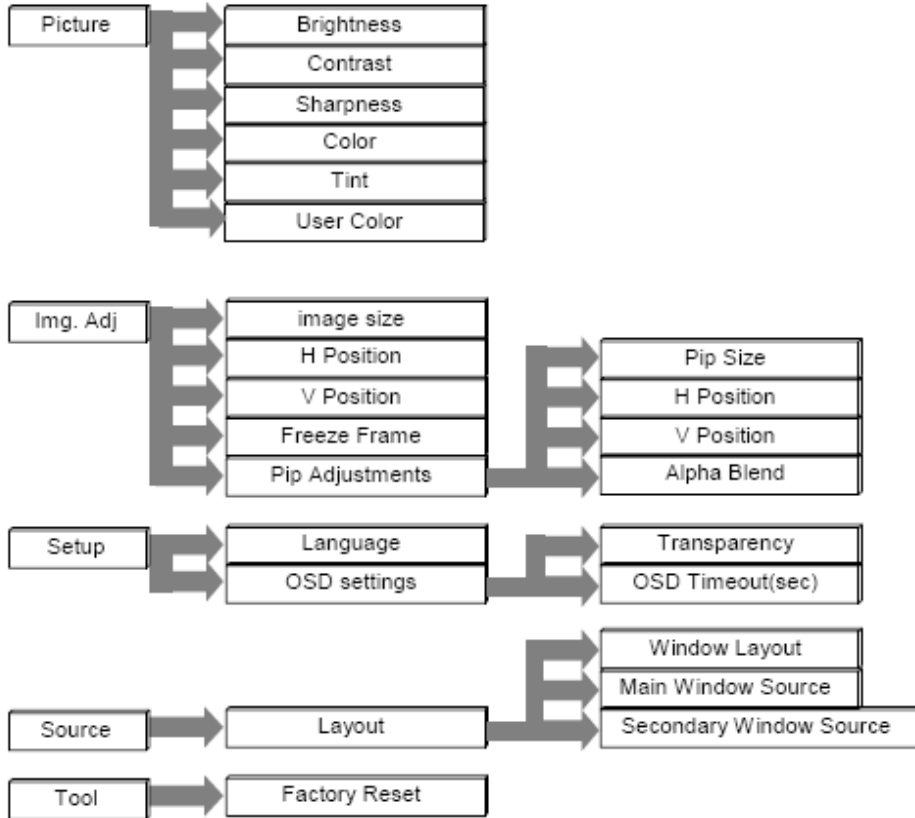 Picture
Brightness
Contrast
Sharpness
Color
Tint
User Color
Img. Adj
image size
H Position
V Position
Freeze Frame
Pip Adjustments
Pip Size
H Position
V Position
Alpha Blend
Setup
Language
OSD settings
Transparency
OSD Timeout(sec)
Source
Layout
Window Layout
Main Window Source
Secondary Window Source
Tool
Factory Reset